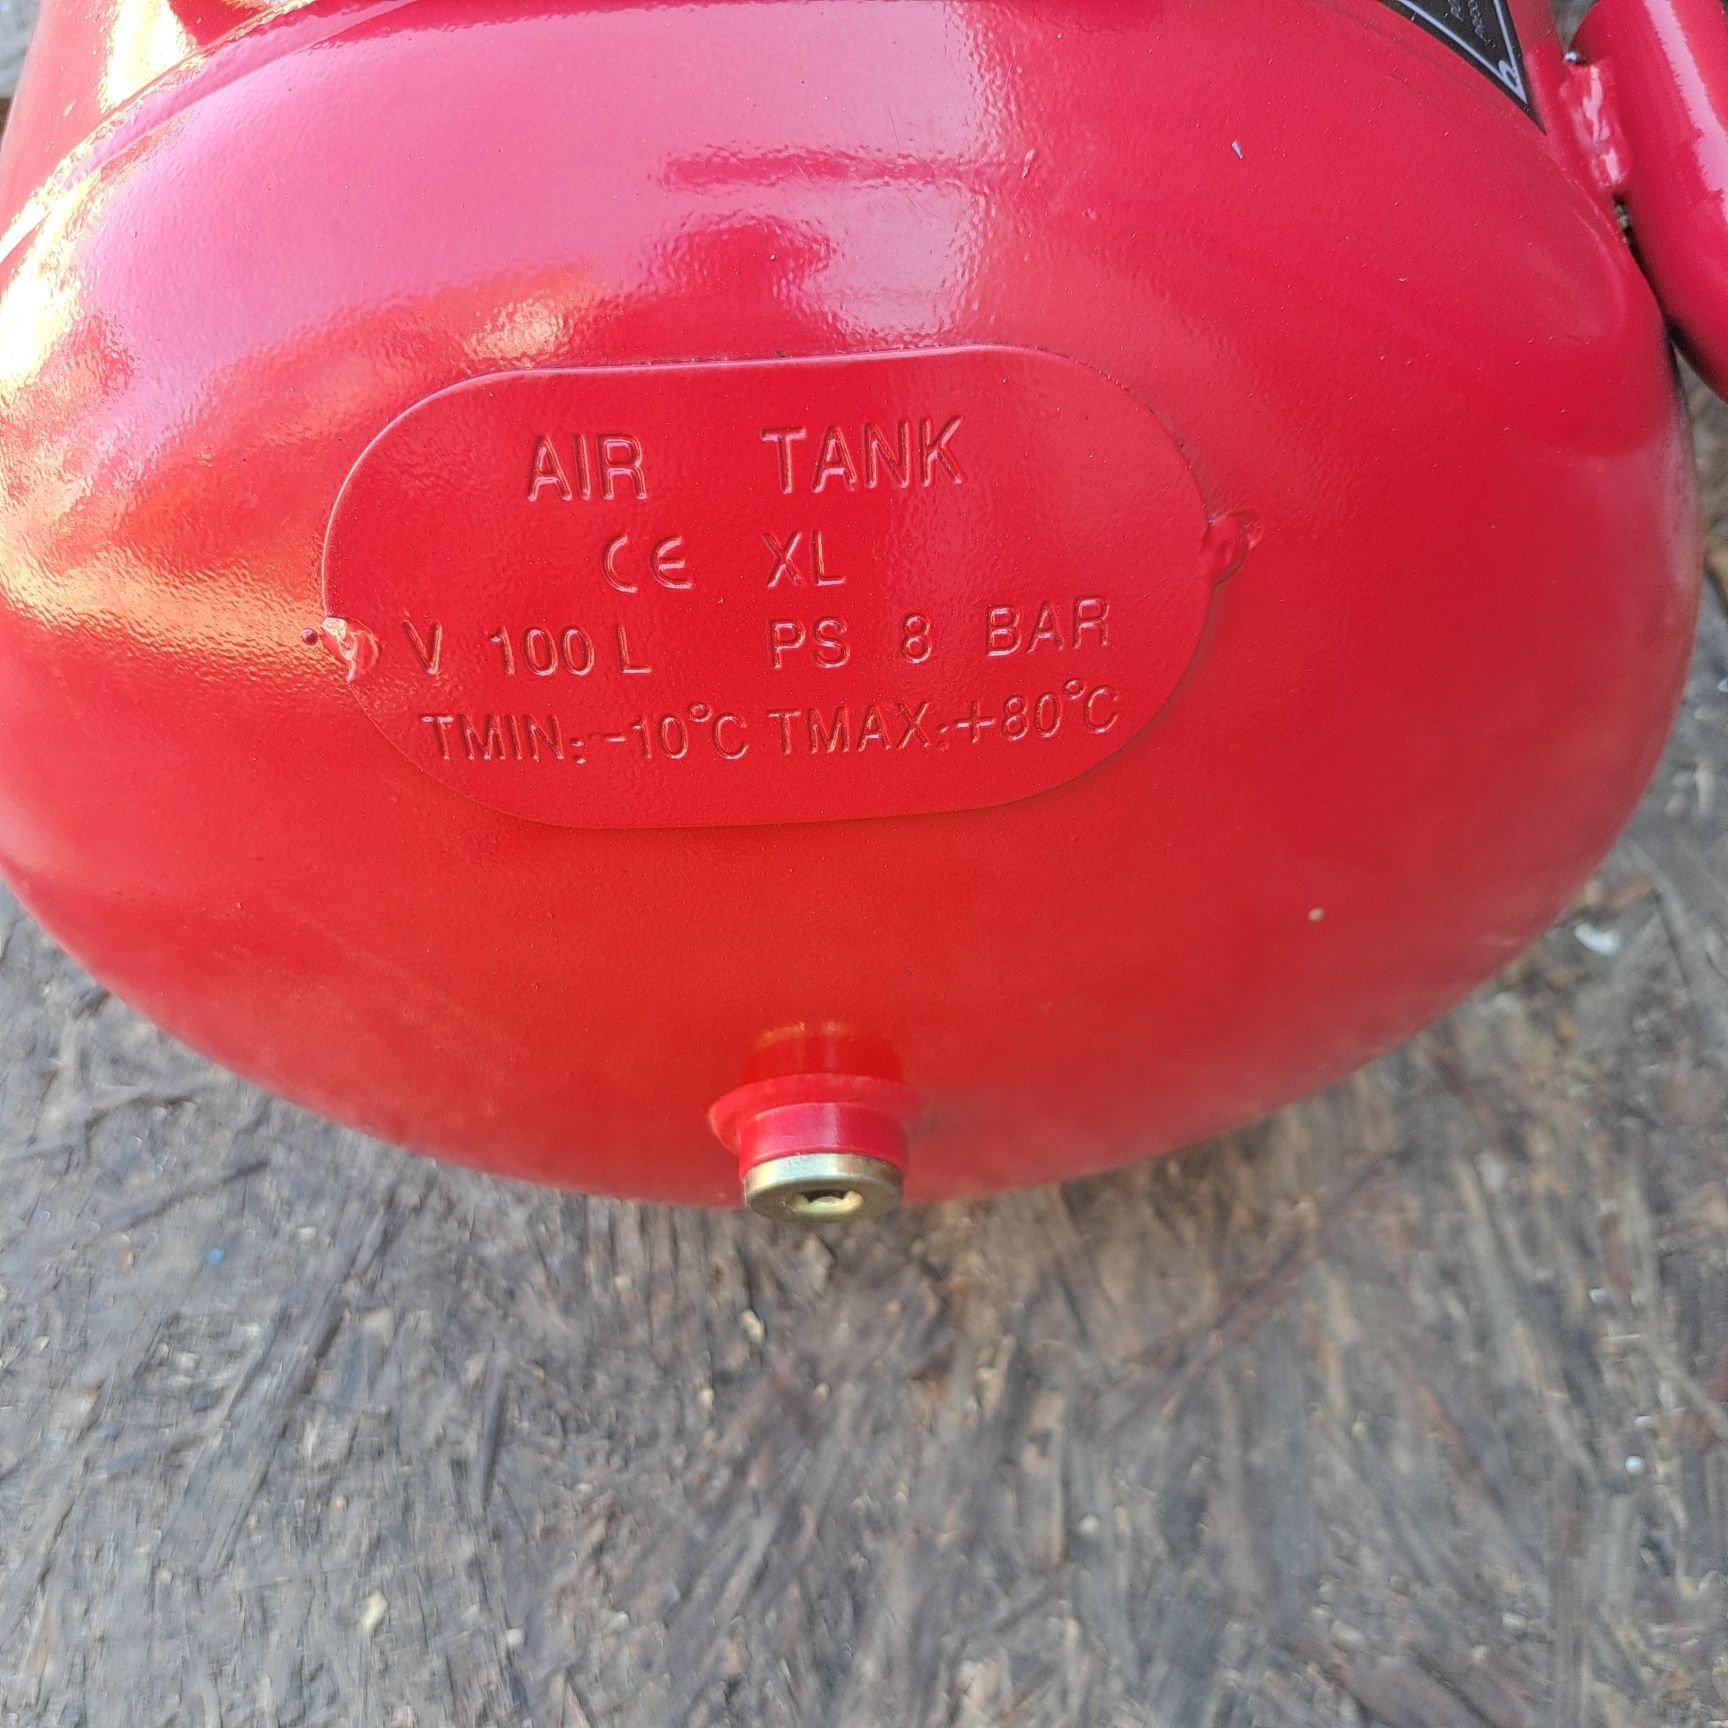 AIR TANK
CE XL
V 100 L PS 8 BAR
TMIN: -10°C TMAX:+80°C